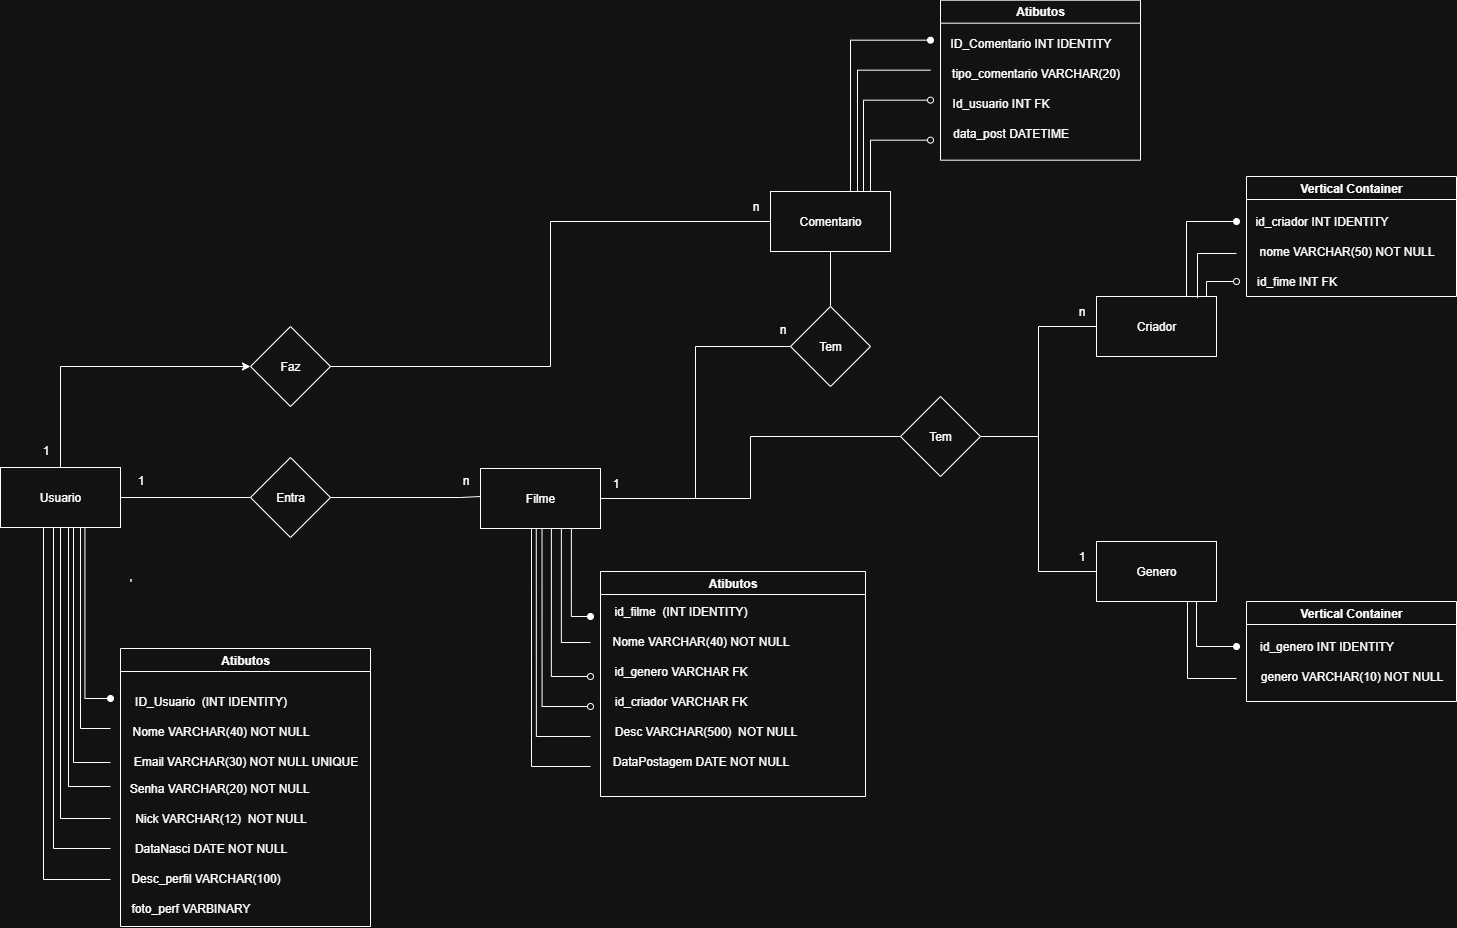 Atibutos
ID_Comentario INT IDENTITY
tipo_comentario VARCHAR(20)
Id_usuario INT FK
data_post DATETIME
n
Comentario
Vertical Container
id_criador INT IDENTITY
nome VARCHAR(50) NOT NULL
id_fime INT FK
n
Criador
n
Tem
Faz
Tem
1
Usuario
1
Entra
n
Filme
1
1
Genero
Vertical Container
id_genero INT IDENTITY
genero VARCHAR(10) NOT NULL
'
Atibutos
id_filme (INT IDENTITY)
Nome VARCHAR(40) NOT NULL
id_genero VARCHAR FK
id_criador VARCHAR FK
Desc VARCHAR(500) NOT NULL
DataPostagem DATE NOT NULL
Atibutos
ID_Usuario (INT IDENTITY)
Nome VARCHAR(40) NOT NULL
Email VARCHAR(30) NOT NULL UNIQUE
Senha VARCHAR(20) NOT NULL
Nick VARCHAR(12) NOT NULL
DataNasci DATE NOT NULL
Desc_perfil VARCHAR(100)
foto_perf VARBINARY